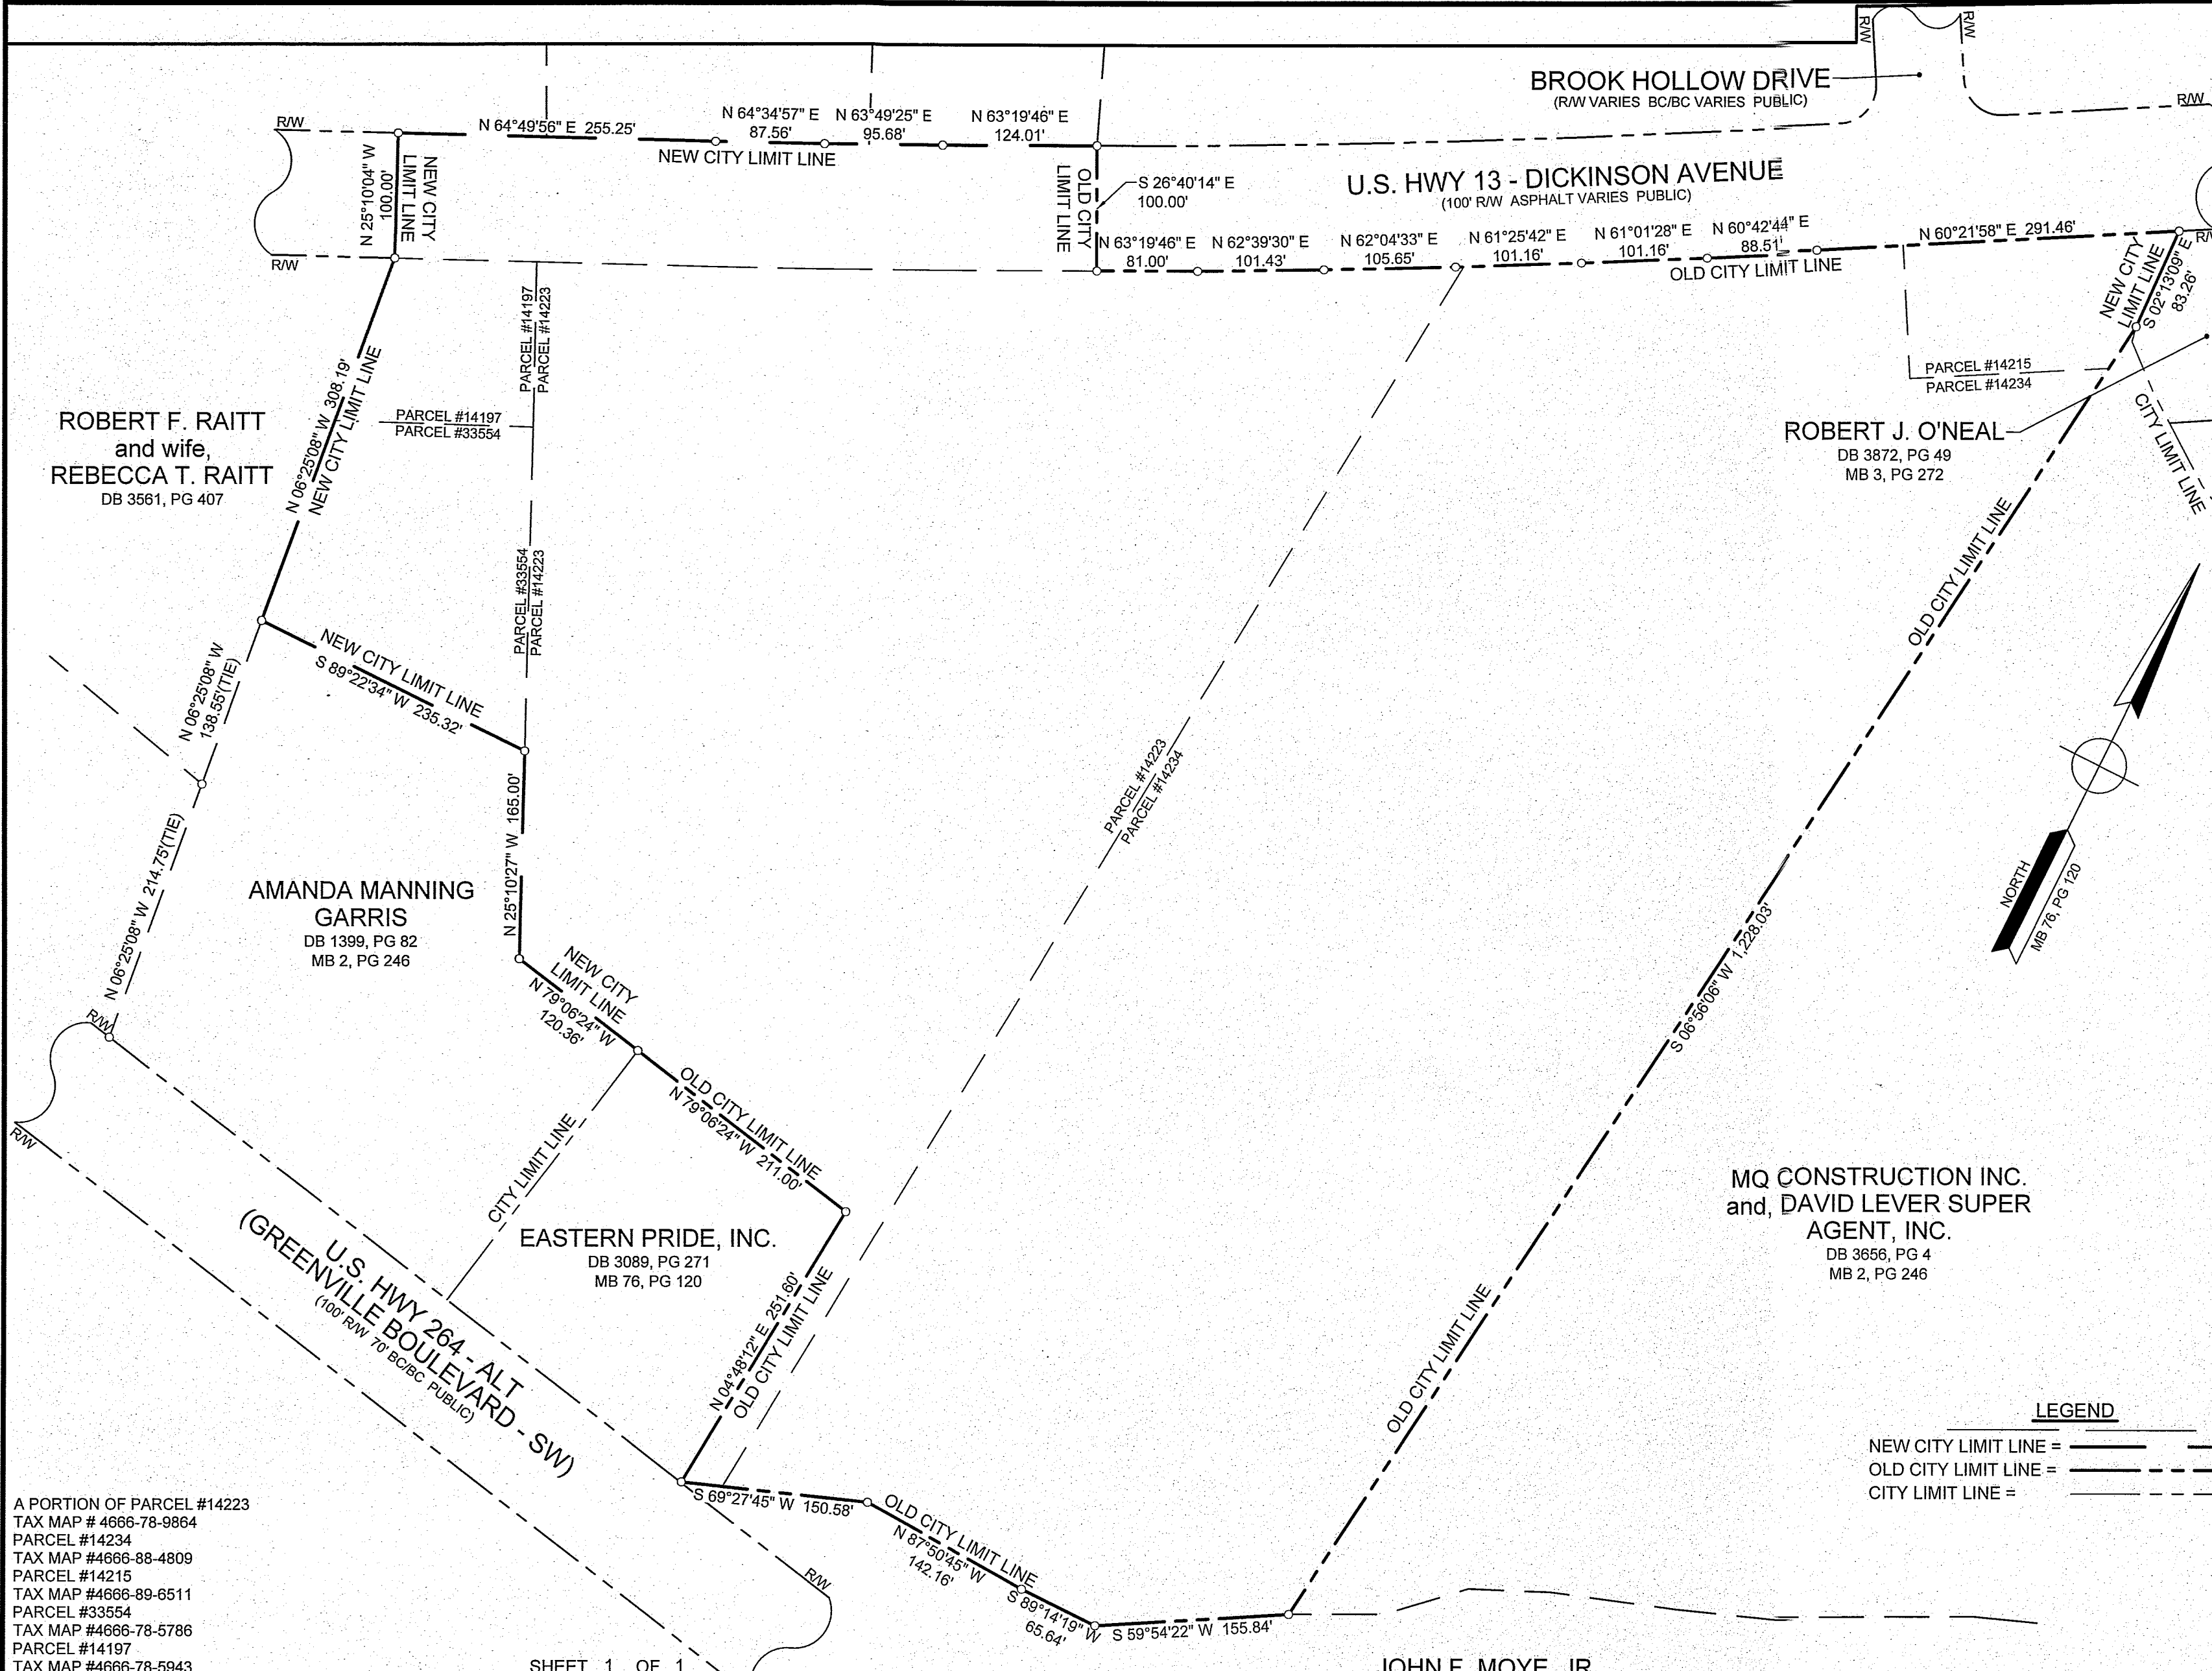 R/W
R/W
BROOK HOLLOW DRIVE
(R/W VARIES BC/BC VARIES PUBLIC)
R/W
R/W
N 64°49'56" E 255.25'
N 64°34'57" E
87.56'
N 63°49'25" E
95.68'
N 63°19'46" E
124.01'
NEW CITY LIMIT LINE
N 25°10'04" W
100.00'
NEW CITY
LIMIT LINE
R/W
OLD CITY
LIMIT LINE
S 26°40'14" E
100.00'
U.S. HWY 13 - DICKINSON AVENUE
(100' R/W ASPHALT VARIES PUBLIC)
N 63°19'46" E
81.00'
N 62°39'30" E
101.43'
N 62°04'33" E
105.65'
N 61°25'42" E
101.16'
N 61°01'28" E
101.16'
N 60°42'44" E
88.51'
OLD CITY LIMIT LINE
N 60°21'58" E 291.46'
NEW CITY
LIMIT LINE
S 02°13'09" E
83.26'
PARCEL #14197
PARCEL #14223
PARCEL #14215
PARCEL #14234
CITY LIMIT LINE
ROBERT F. RAITT
and wife,
REBECCA T. RAITT
DB 3561, PG 407
N 06°25'08" W 308.19'
NEW CITY LIMIT LINE
PARCEL #14197
PARCEL #33554
ROBERT J. O'NEAL
DB 3872, PG 49
MB 3, PG 272
PARCEL #33554
PARCEL #14223
OLD CITY LIMIT LINE
NEW CITY LIMIT LINE
S 89°22'34" W 235.32'
N 06°25'08" W
138.55'(TIE)
PARCEL #14223
PARCEL #14234
N 25°10'27" W 165.00'
NORTH
MB 76, PG 120
N 06°25'08" W 214.75'(TIE)
AMANDA MANNING
GARRIS
DB 1399, PG 82
MB 2, PG 246
S 06°56'06" W 1,228.03'
NEW CITY
LIMIT LINE
N 79°06'24" W
120.36'
R/W
R/W
OLD CITY LIMIT LINE
N 79°06'24" W 211.00'
CITY LIMIT LINE
EASTERN PRIDE, INC.
DB 3089, PG 271
MB 76, PG 120
MQ CONSTRUCTION INC.
and, DAVID LEVER SUPER
AGENT, INC.
DB 3656, PG 4
MB 2, PG 246
U.S. HWY 264 - ALT
(GREENVILLE BOULEVARD - SW)
(100' R/W 70' BC/BC PUBLIC)
N 04°48'12" E 251.60'
OLD CITY LIMIT LINE
OLD CITY LIMIT LINE
LEGEND
NEW CITY LIMIT LINE =
OLD CITY LIMIT LINE =
CITY LIMIT LINE =
S 69°27'45" W 150.58'
OLD CITY LIMIT LINE
N 87°50'45" W
142.16'
S 89°14'19" W
65.64'
S 59°54'22" W 155.84'
R/W
A PORTION OF PARCEL #14223
TAX MAP # 4666-78-9864
PARCEL #14234
TAX MAP #4666-88-4809
PARCEL #14215
TAX MAP #4666-89-6511
PARCEL #33554
TAX MAP #4666-78-5786
PARCEL #14197
TAX MAP #4666-78-5943
SHEET 1 OF 1
JOHN F. MOYE, JR.